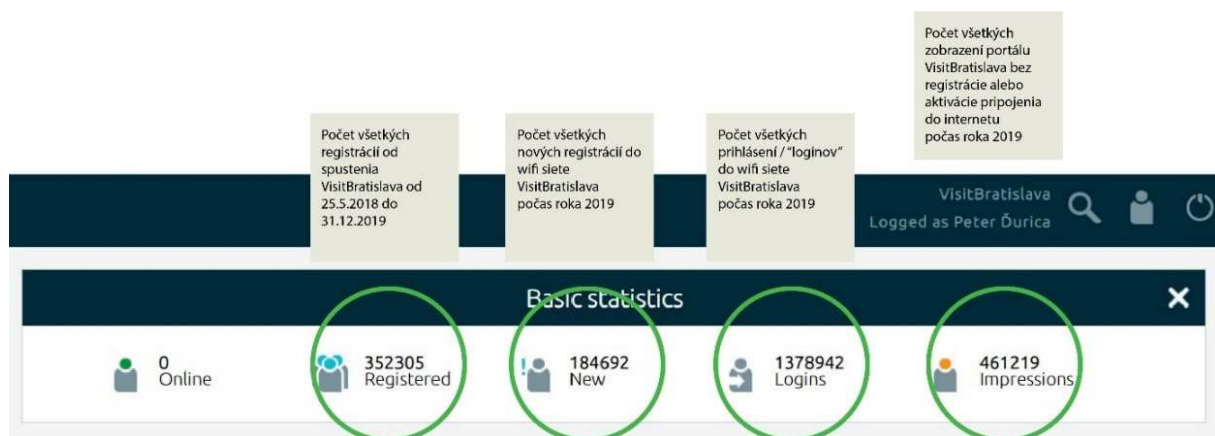 Počet všetkých
zobrazení portálu
VisitBratislava bez
registrácie alebo
aktivácie pripojenia
do internetu
počas roka 2019
Počet všetkých
registrácií od
spustenia
VisitBratislava od
25.5.2018 do
31.12.2019
Počet všetkých
nových registrácií do
wifi siete
VisitBratislava
počas roka 2019
Počet všetkých
prihlásení / “loginov”
do wifi siete
VisitBratislava
počas roka 2019
VisitBratislava
Logged as Peter Ďurica
Basic statistics
0
Online
352305
Registered
184692
New
1378942
Logins
461219
Impressions